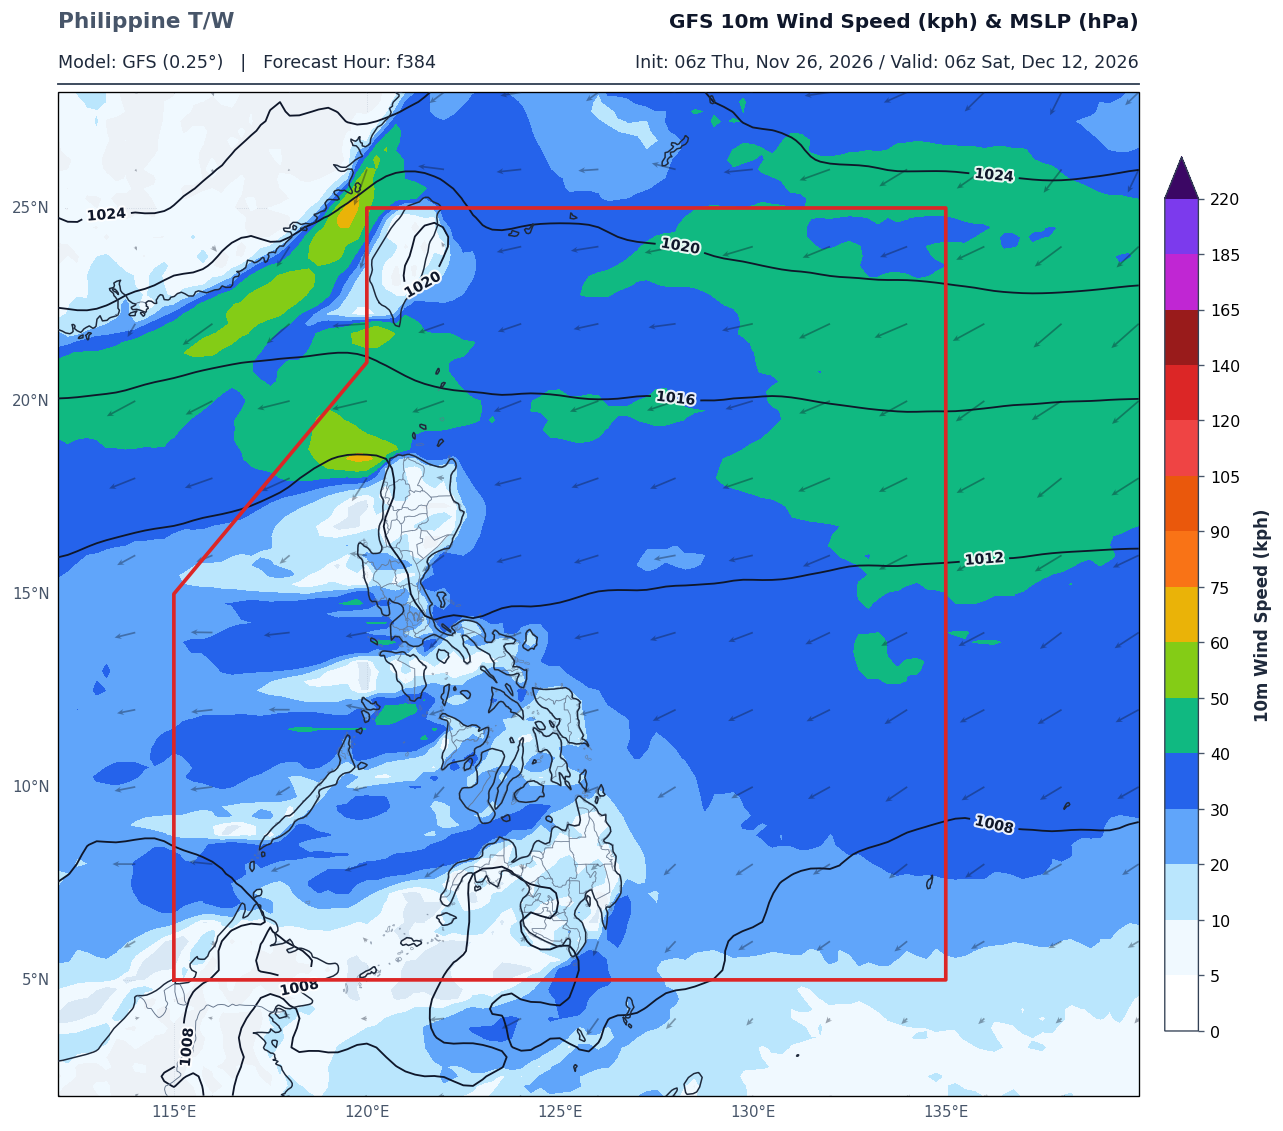 Philippine T/W
GFS 10m Wind Speed (kph) & MSLP (hPa)
Model: GFS (0.25°) | Forecast Hour: f384
Init: 06z Thu, Nov 26, 2026 / Valid: 06z Sat, Dec 12, 2026
25°N
20°N
15°N
10°N
5°N
115°E
120°E
125°E
130°E
135°E
1024
1024
1020
1020
1016
1012
1008
1008
1008
220
185
165
140
120
105
90
75
60
50
40
30
20
10
5
0
10m Wind Speed (kph)